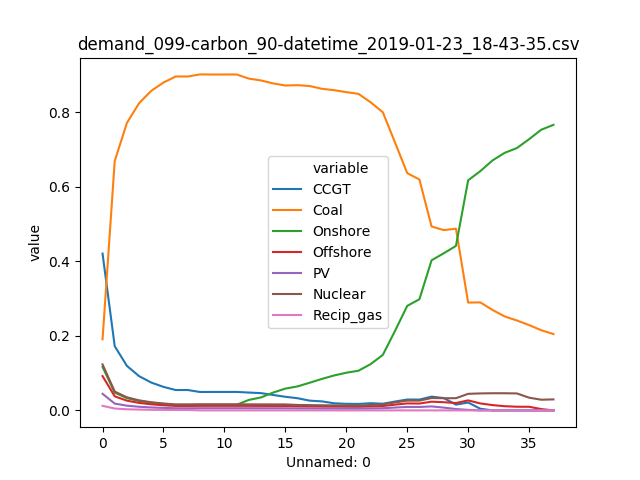 demand_099-carbon_90-datetime_2019-01-23_18-43-35.csv
value
0.8
0.6
0.4
0.2
0.0
variable
CCGT
Coal
Onshore
Offshore
PV
Nuclear
Recip_gas
0 5 10 15 20 25 30 35
Unnamed: 0